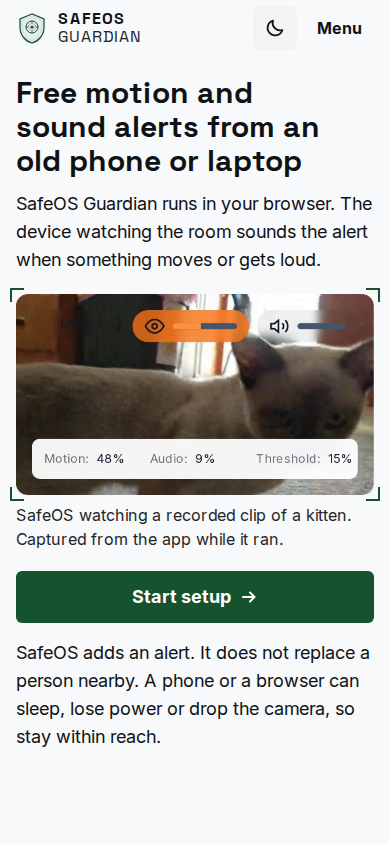 SAFEOS
GUARDIAN
Menu
Free motion and
sound alerts from an
old phone or laptop
SafeOS Guardian runs in your browser. The
device watching the room sounds the alert
when something moves or gets loud.
Motion: 48% Audio: 9% Threshold: 15%
SafeOS watching a recorded clip of a kitten.
Captured from the app while it ran.
Start setup →
SafeOS adds an alert. It does not replace a
person nearby. A phone or a browser can
sleep, lose power or drop the camera, so
stay within reach.